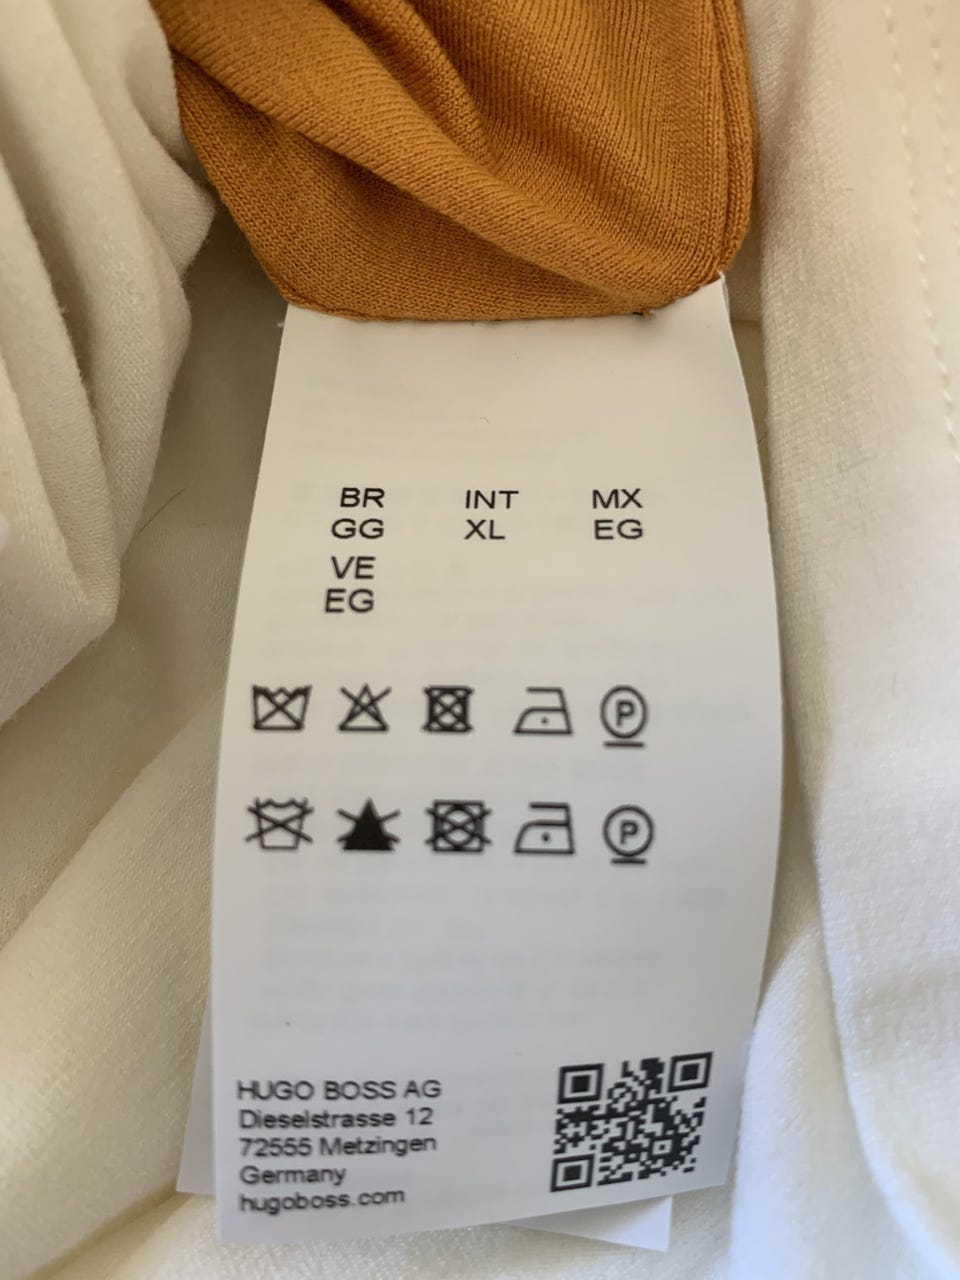 BR INT MX
GG XL EG
VE
EG
P
P
HUGO BOSS AG
Dieselstrasse 12
72555 Metzingen
Germany
hugoboss.com